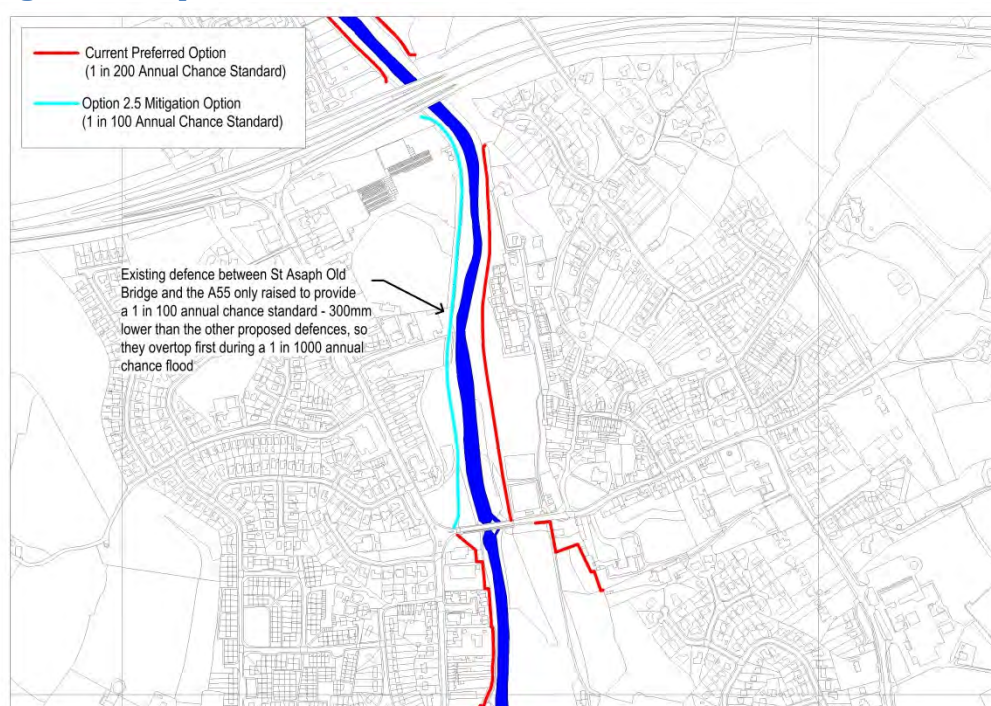 Current Preferred Option
(1 in 200 Annual Chance Standard)
Option 2.5 Mitigation Option
(1 in 100 Annual Chance Standard)
Existing defence between St Asaph Old
Bridge and the A55 only raised to provide
a 1 in 100 annual chance standard - 300mm
lower than the other proposed defences, so
they overtop first during a 1 in 1000 annual
chance flood